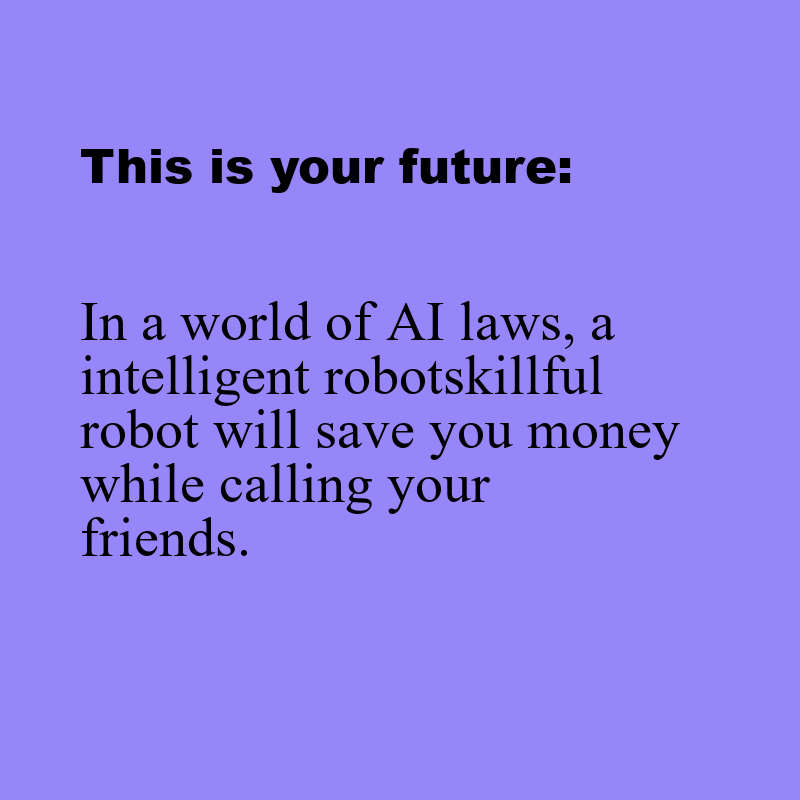 This is your future:
In a world of AI laws, a
intelligent robotskillful
robot will save you money
while calling your
friends.